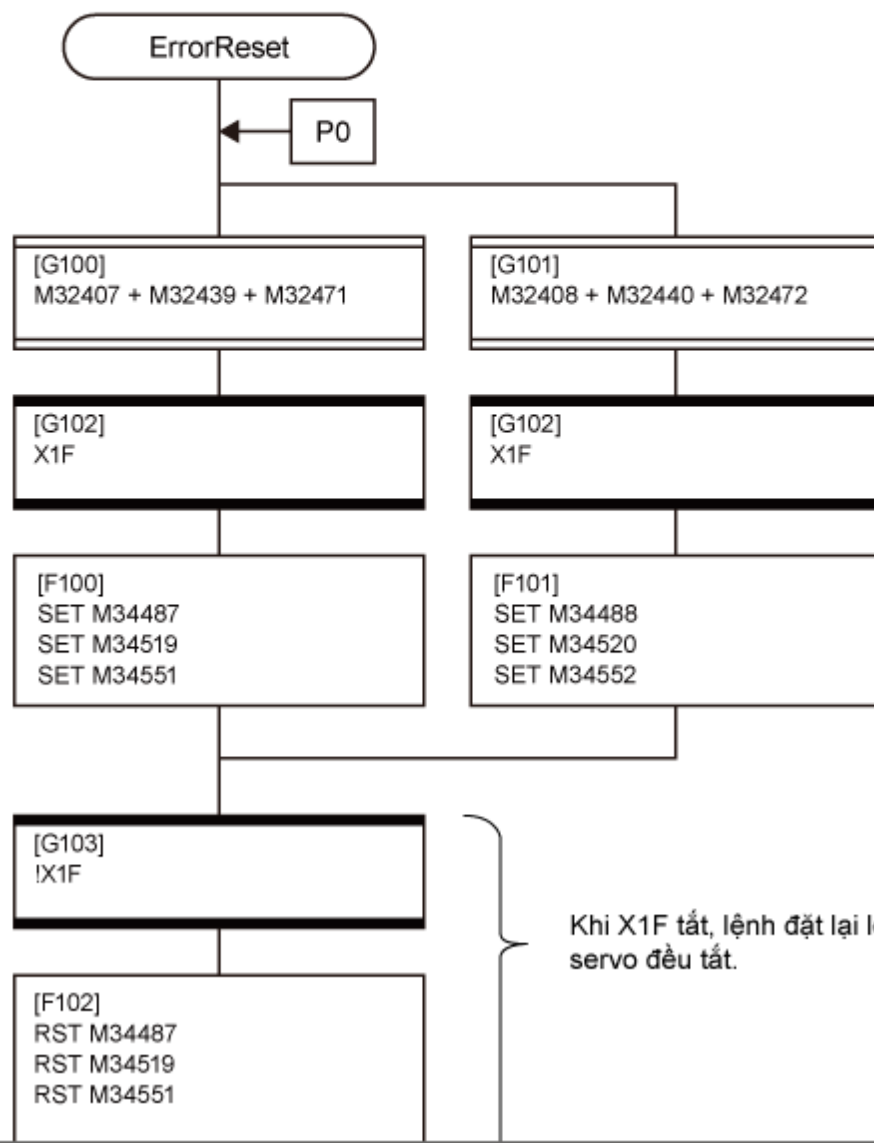 ErrorReset
P0
[G100]
M32407 + M32439 + M32471
[G101]
M32408 + M32440 + M32472
[G102]
X1F
[G102]
X1F
[F100]
SET M34487
SET M34519
SET M34551
[F101]
SET M34488
SET M34520
SET M34552
[G103]
!X1F
Khi X1F tắt, lệnh đặt lại
servo đều tắt.
[F102]
RST M34487
RST M34519
RST M34551